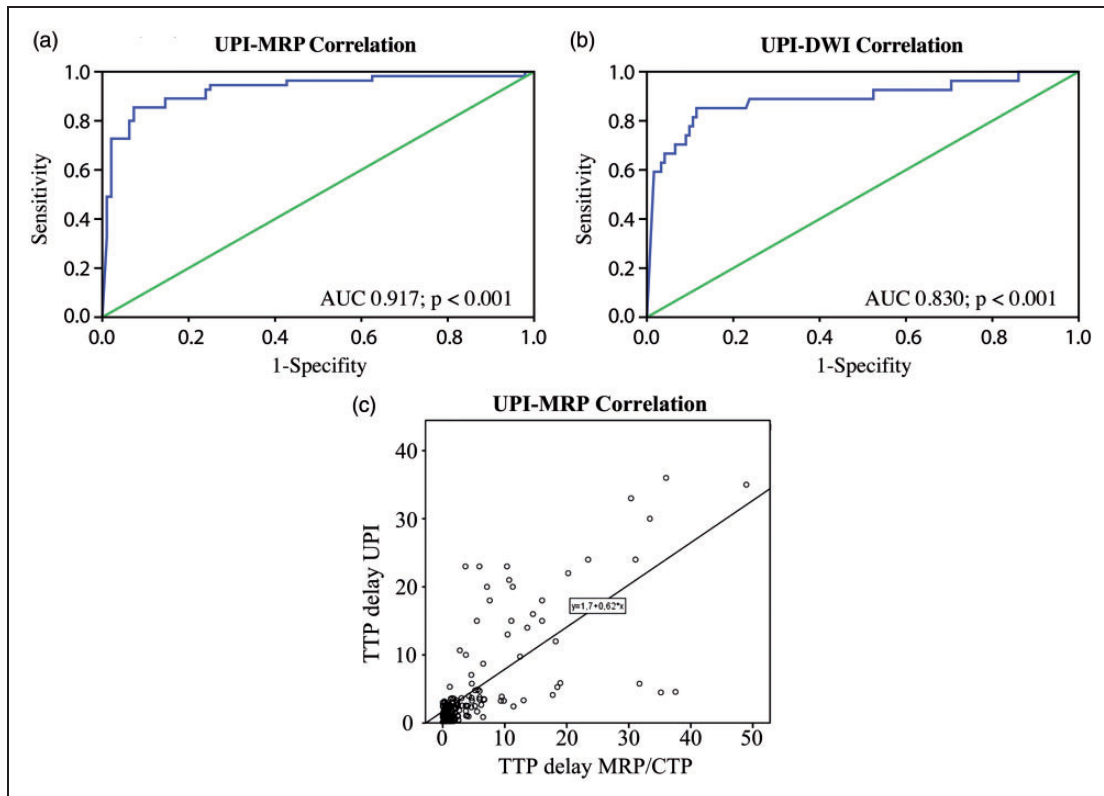 (a)
UPI-MRP Correlation
1.0
0.8
0.6
0.4
0.2
0.0
Sensitivity
AUC 0.917; p < 0.001
0.0 0.2 0.4 0.6 0.8 1.0
1-Specifity
(b)
UPI-DWI Correlation
1.0
0.8
0.6
0.4
0.2
0.0
Sensitivity
AUC 0.830; p < 0.001
0.0 0.2 0.4 0.6 0.8 1.0
1-Specifity
(c)
UPI-MRP Correlation
40
30
20
10
0
TTP delay UPI
y=1,7+0,62*x
0 10 20 30 40 50
TTP delay MRP/CTP